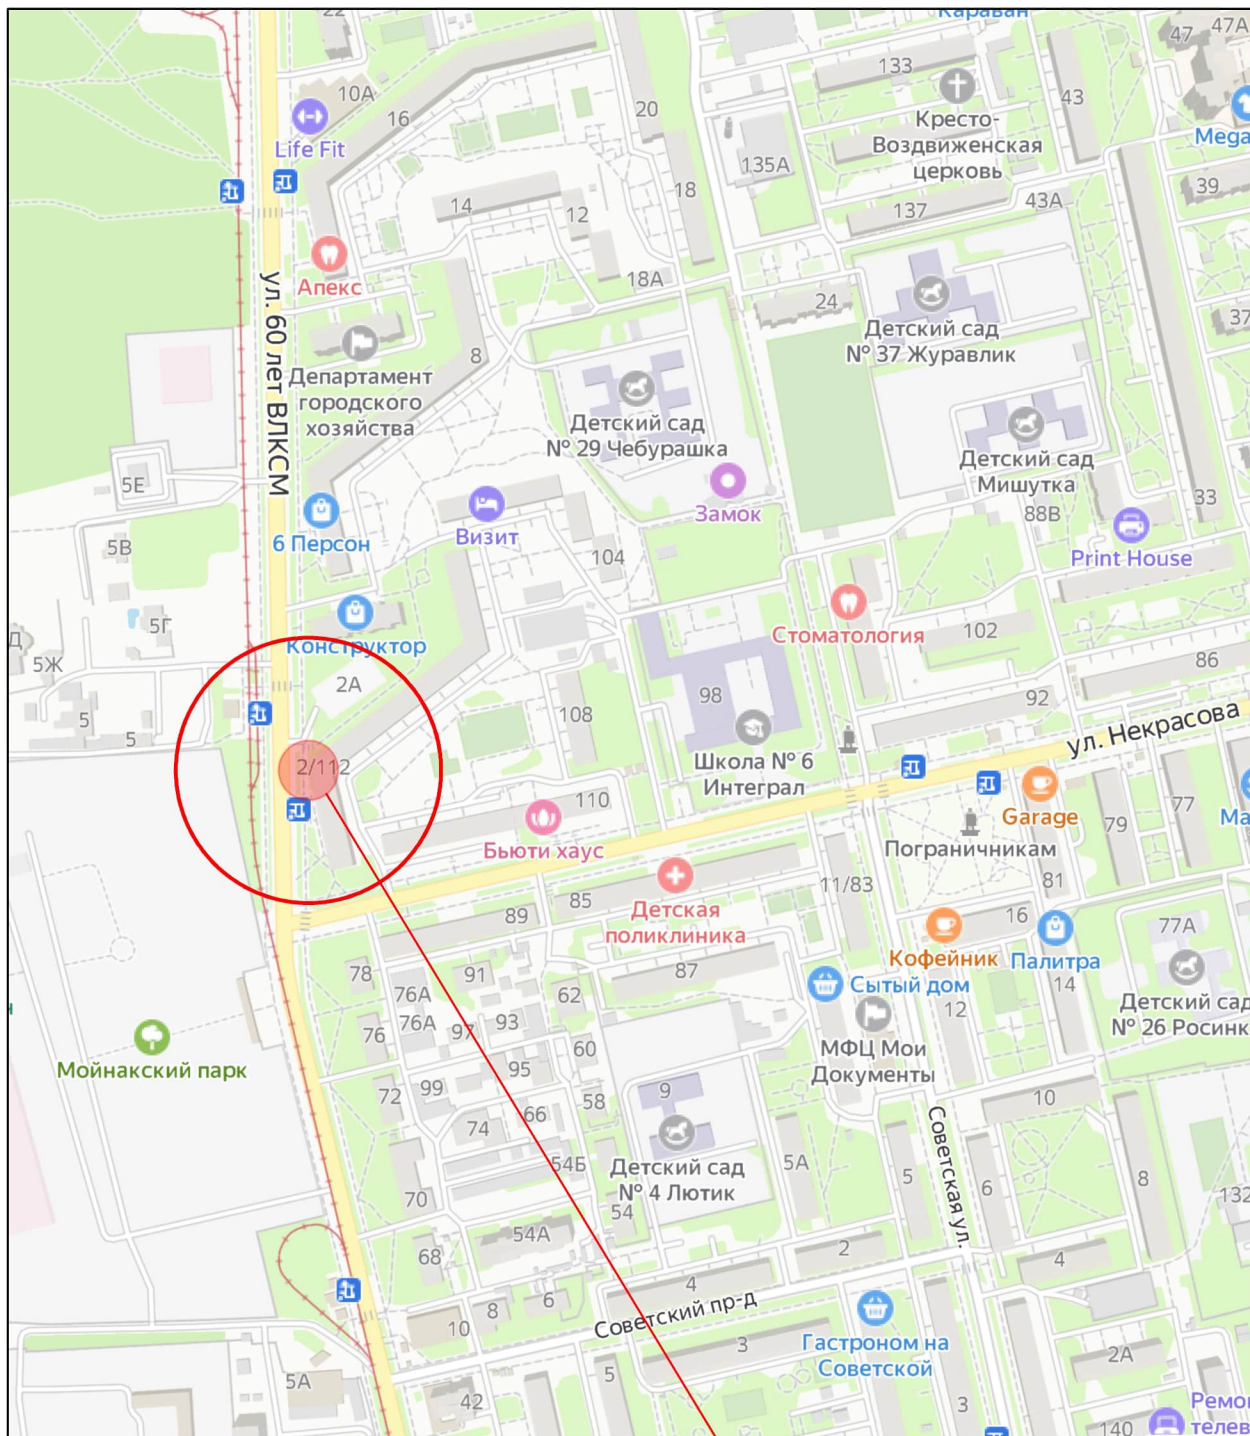 22
Караван
47
47А
10А
16
Life Fit
20
133
43
Кресто-
Воздвиженская
церковь
Mega
135А
18
14
12
137
43А
39
Апекс
18А
24
37
ул. 60 лет ВЛКСМ
8
Департамент
городского
хозяйства
Детский сад
№ 37 Журавлик
Детский сад
№ 29 Чебурашка
Детский сад
Мишутка
5Е
Замок
88В
33
6 Персон
Визит
5В
104
Print House
5Г
Д
5Ж
Конструктор
Стоматология
102
86
2А
98
92
5
5
108
ул. Некрасова
2/112
Школа № 6
Интеграл
110
Garage
79
77
Ма
Бьюти хаус
Пограничникам
85
Детская
поликлиника
11/83
81
89
16
77А
78
91
87
Кофейник
Палитра
76А
62
Сытый дом
12
14
Детский сад
№ 26 Росинк
76
76А
97
93
60
МФЦ Мои
Документы
Мойнакский парк
95
99
72
58
9
10
66
74
Советская ул.
54Б
Детский сад
№ 4 Лютик
5А
5
6
8
132
70
54
54А
68
2
4
4
8
6
Советский пр-д
10
3
Гастроном на
Советской
2А
5А
5
42
3
140
Ремо
телев